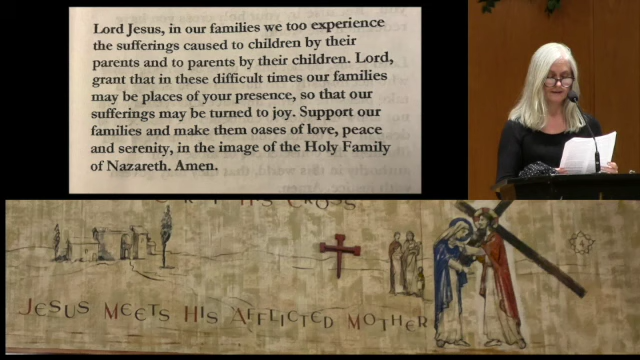 Lord Jesus, in our families we too experience
the sufferings caused to children by their
parents and to parents by their children. Lord,
grant that in these difficult times our families
may be places of your presence, so that our
sufferings may be turned to joy. Support our
families and make them oases of love, peace
and serenity, in the image of the Holy Family
of Nazareth. Amen.
HIS CROSS.
JESUS MEETS HIS AFFLICTED MOTHER